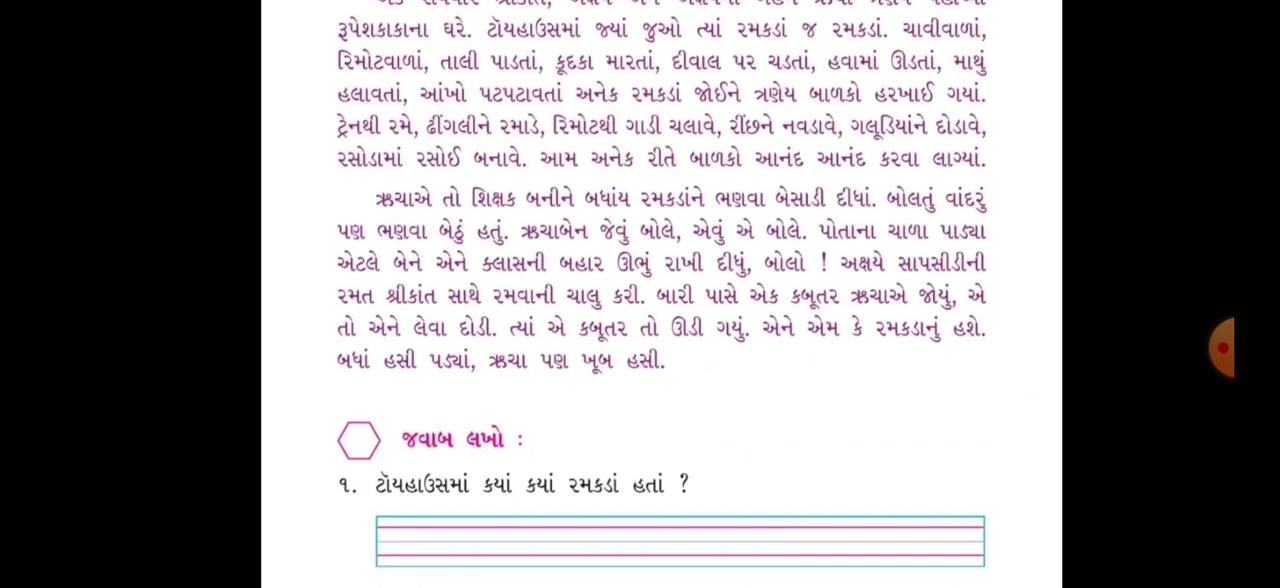 રૂપેશકાકાના ઘરે. ટૉયહાઉસમાં જ્યાં જુઓ ત્યાં રમકડાં જ રમકડાં. ચાવીવાળાં,
રિમોટવાળાં, તાલી પાડતાં, કૂદકા મારતાં, દીવાલ પર ચડતાં, હવામાં ઊડતાં, માથું
હલાવતાં, આંખો પટપટાવતાં અનેક રમકડાં જોઈને ત્રણેય બાળકો હરખાઈ ગયાં.
ટ્રેનથી રમે, ઢીંગલીને રમાડે, રિમોટથી ગાડી ચલાવે, રીંછને નવડાવે, ગલૂડિયાંને દોડાવે,
રસોડામાં રસોઈ બનાવે. આમ અનેક રીતે બાળકો આનંદ આનંદ કરવા લાગ્યાં.
ઋચાએ તો શિક્ષક બનીને બધાંય રમકડાંને ભણવા બેસાડી દીધાં. બોલતું વાંદરું
પણ ભણવા બેઠું હતું. ઋચાબેન જેવું બોલે, એવું એ બોલે. પોતાના ચાળા પાડ્યા
એટલે બેને એને ક્લાસની બહાર ઊભું રાખી દીધું, બોલો ! અક્ષયે સાપસીડીની
રમત શ્રીકાંત સાથે રમવાની ચાલુ કરી. બારી પાસે એક કબૂતર ઋચાએ જોયું, એ
તો એને લેવા દોડી. ત્યાં એ કબૂતર તો ઊડી ગયું. એને એમ કે રમકડાનું હશે.
બધાં હસી પડ્યાં, ઋચા પણ ખૂબ હસી.
જવાબ લખો :
૧. ટૉયહાઉસમાં કયાં કયાં રમકડાં હતાં ?